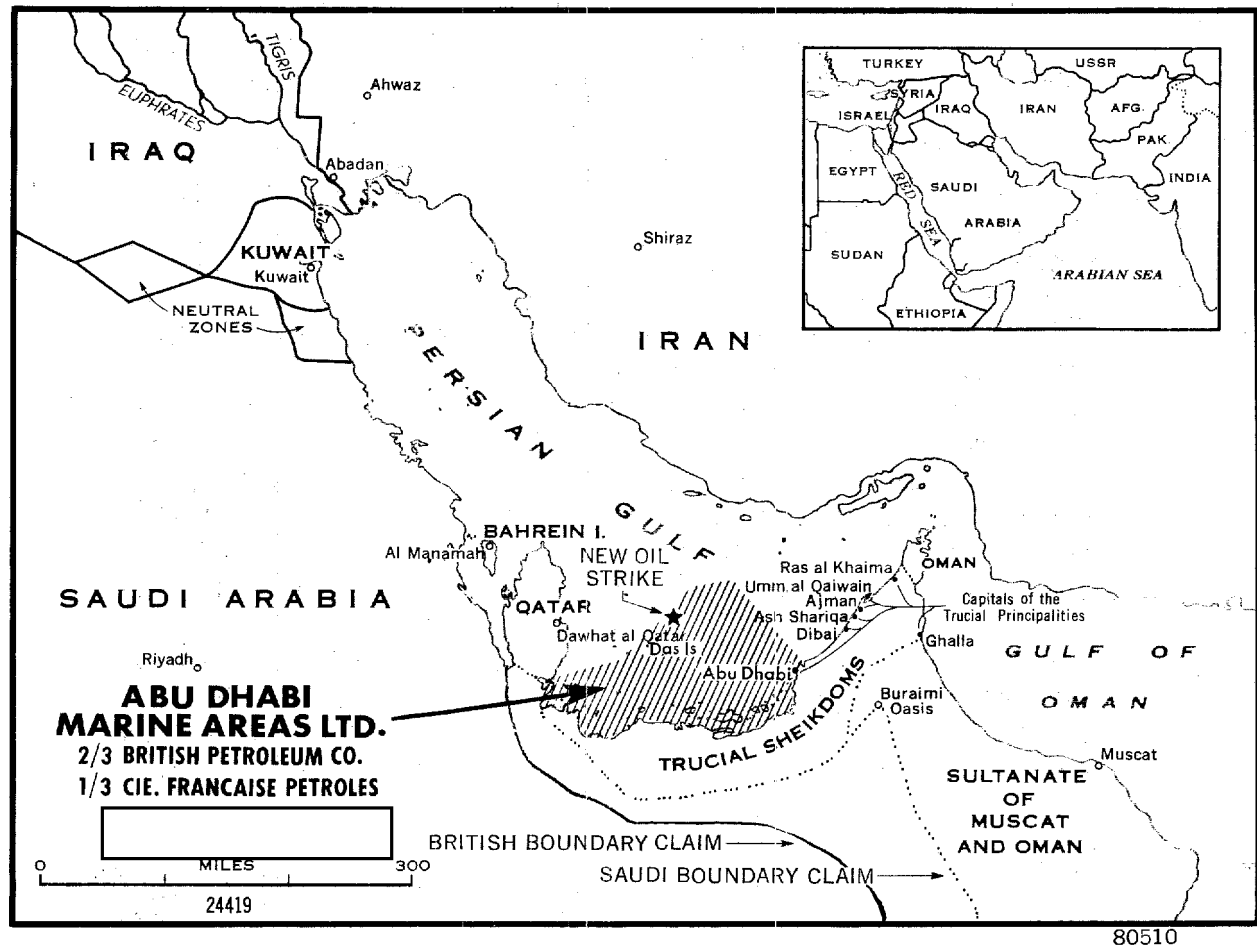 TIGRIS
EUPHRATES
Ahwaz
IRAQ
Abadan
KUWAIT
Kuwait
NEUTRAL
ZONES
Shiraz
IRAN
PERSIAN GULF
TURKEY
USSR
SYRIA
ISRAEL
IRAQ
IRAN
AFG.
PAK.
EGYPT
INDIA
RED SEA
SAUDI
ARABIA
SUDAN
ARABIAN SEA
ETHIOPIA
BAHREIN I.
Al Manamah
NEW OIL
STRIKE
QATAR
Dawhat al Qatar
Das Is
SAUDI ARABIA
Riyadh
Ras al Khaima
Umm al Qaiwain
Ajman
Ash Shariqa
Dibai
Abu Dhabi
OMAN
Capitals of the
Trucial Principalities
Ghalla
GULF OF
OMAN
Buraimi
Oasis
TRUCIAL SHEIKDOMS
Muscat
SULTANATE
OF
MUSCAT
AND OMAN
ABU DHABI
MARINE AREAS LTD.
2/3 BRITISH PETROLEUM CO.
1/3 CIE. FRANCAISE PETROLES
BRITISH BOUNDARY CLAIM
SAUDI BOUNDARY CLAIM
0 MILES 300
24419
80510